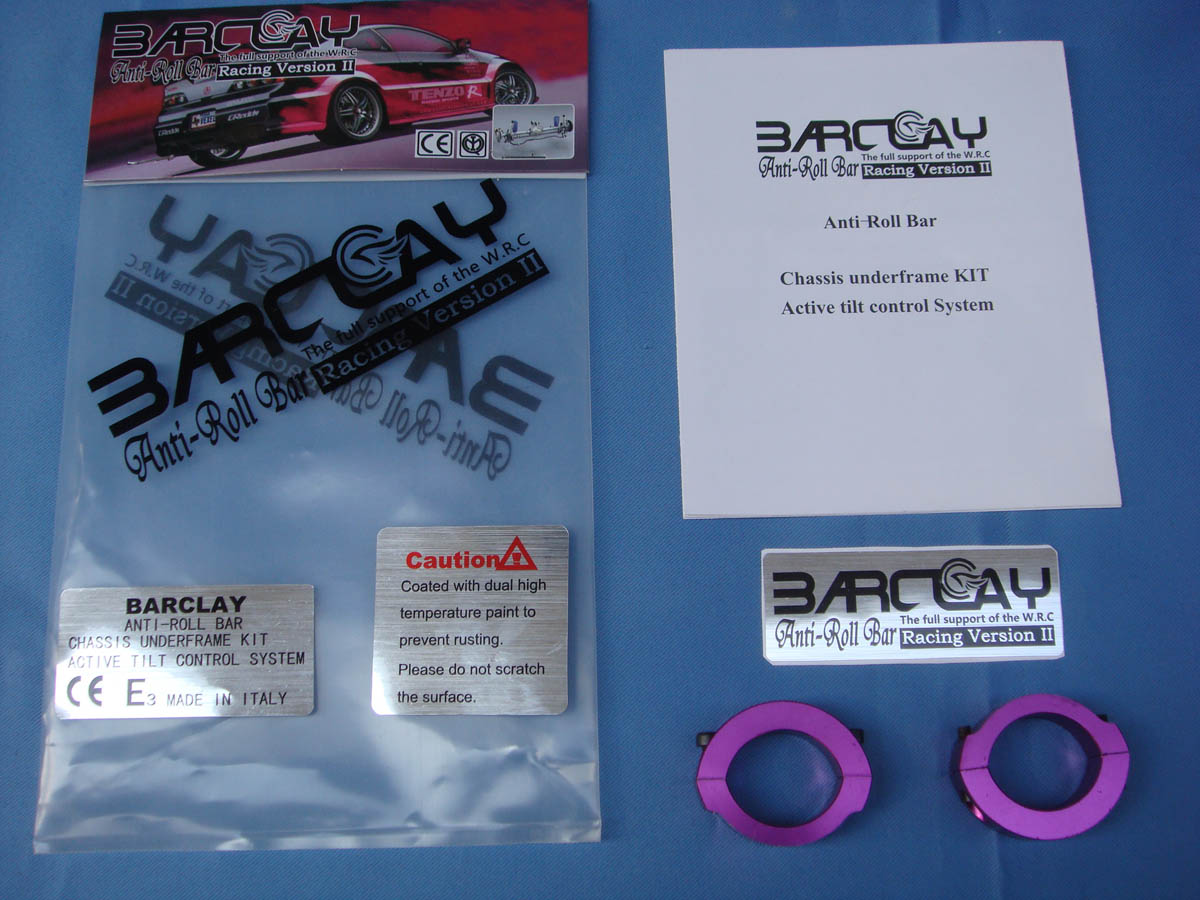 BARCLAY
The full support of the W.R.C
Anti-Roll Bar Racing Version II
TENZO R
GReddy
CE
BARCLAY
The full support of the W.R.C
Anti-Roll Bar Racing Version II
BARCLAY
ANTI-ROLL BAR
CHASSIS UNDERFRAME KIT
ACTIVE TILT CONTROL SYSTEM
CE E3 MADE IN ITALY
Caution
Coated with dual high
temperature paint to
prevent rusting.
Please do not scratch
the surface.
BARCLAY
The full support of the W.R.C
Anti-Roll Bar Racing Version II
Anti-Roll Bar
Chassis underframe KIT
Active tilt control System
BARCLAY
The full support of the W.R.C
Anti-Roll Bar Racing Version II